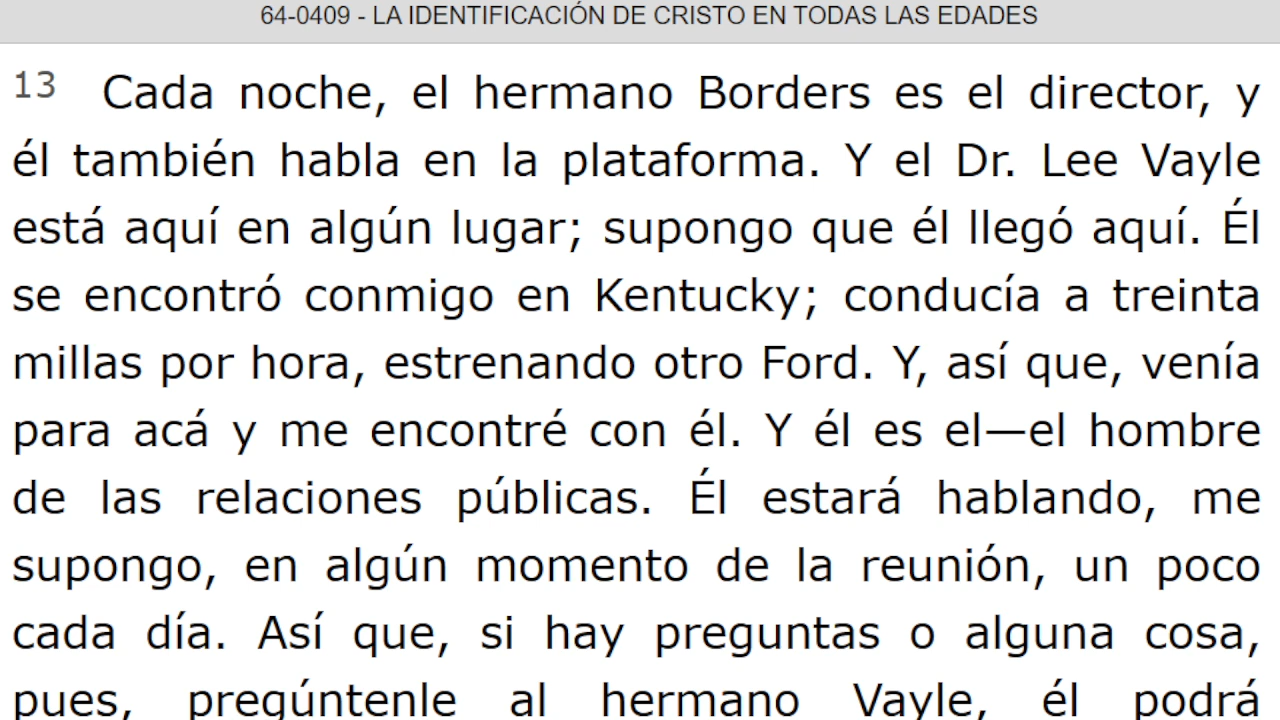 64-0409 - LA IDENTIFICACIÓN DE CRISTO EN TODAS LAS EDADES
13 Cada noche, el hermano Borders es el director, y
él también habla en la plataforma. Y el Dr. Lee Vayle
está aquí en algún lugar; supongo que él llegó aquí. Él
se encontró conmigo en Kentucky; conducía a treinta
millas por hora, estrenando otro Ford. Y, así que, venía
para acá y me encontré con él. Y él es el—el hombre
de las relaciones públicas. Él estará hablando, me
supongo, en algún momento de la reunión, un poco
cada día. Así que, si hay preguntas o alguna cosa,
pues, pregúntenle al hermano Vayle, él podrá